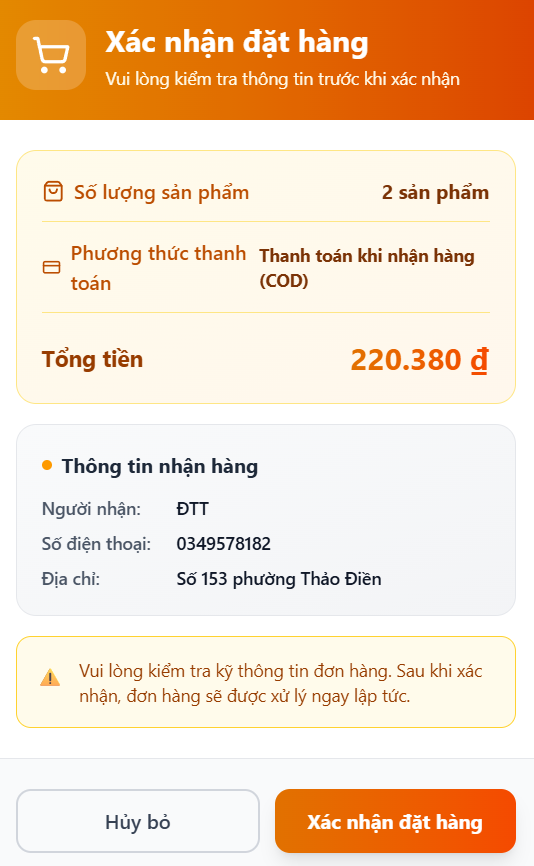 Xác nhận đặt hàng
Vui lòng kiểm tra thông tin trước khi xác nhận
Số lượng sản phẩm
2 sản phẩm
Phương thức thanh
toán
Thanh toán khi nhận hàng
(COD)
Tổng tiền
220.380 ₫
Thông tin nhận hàng
Người nhận:
ĐTT
Số điện thoại:
0349578182
Địa chỉ:
Số 153 phường Thảo Điền
Vui lòng kiểm tra kỹ thông tin đơn hàng. Sau khi xác
nhận, đơn hàng sẽ được xử lý ngay lập tức.
Hủy bỏ
Xác nhận đặt hàng